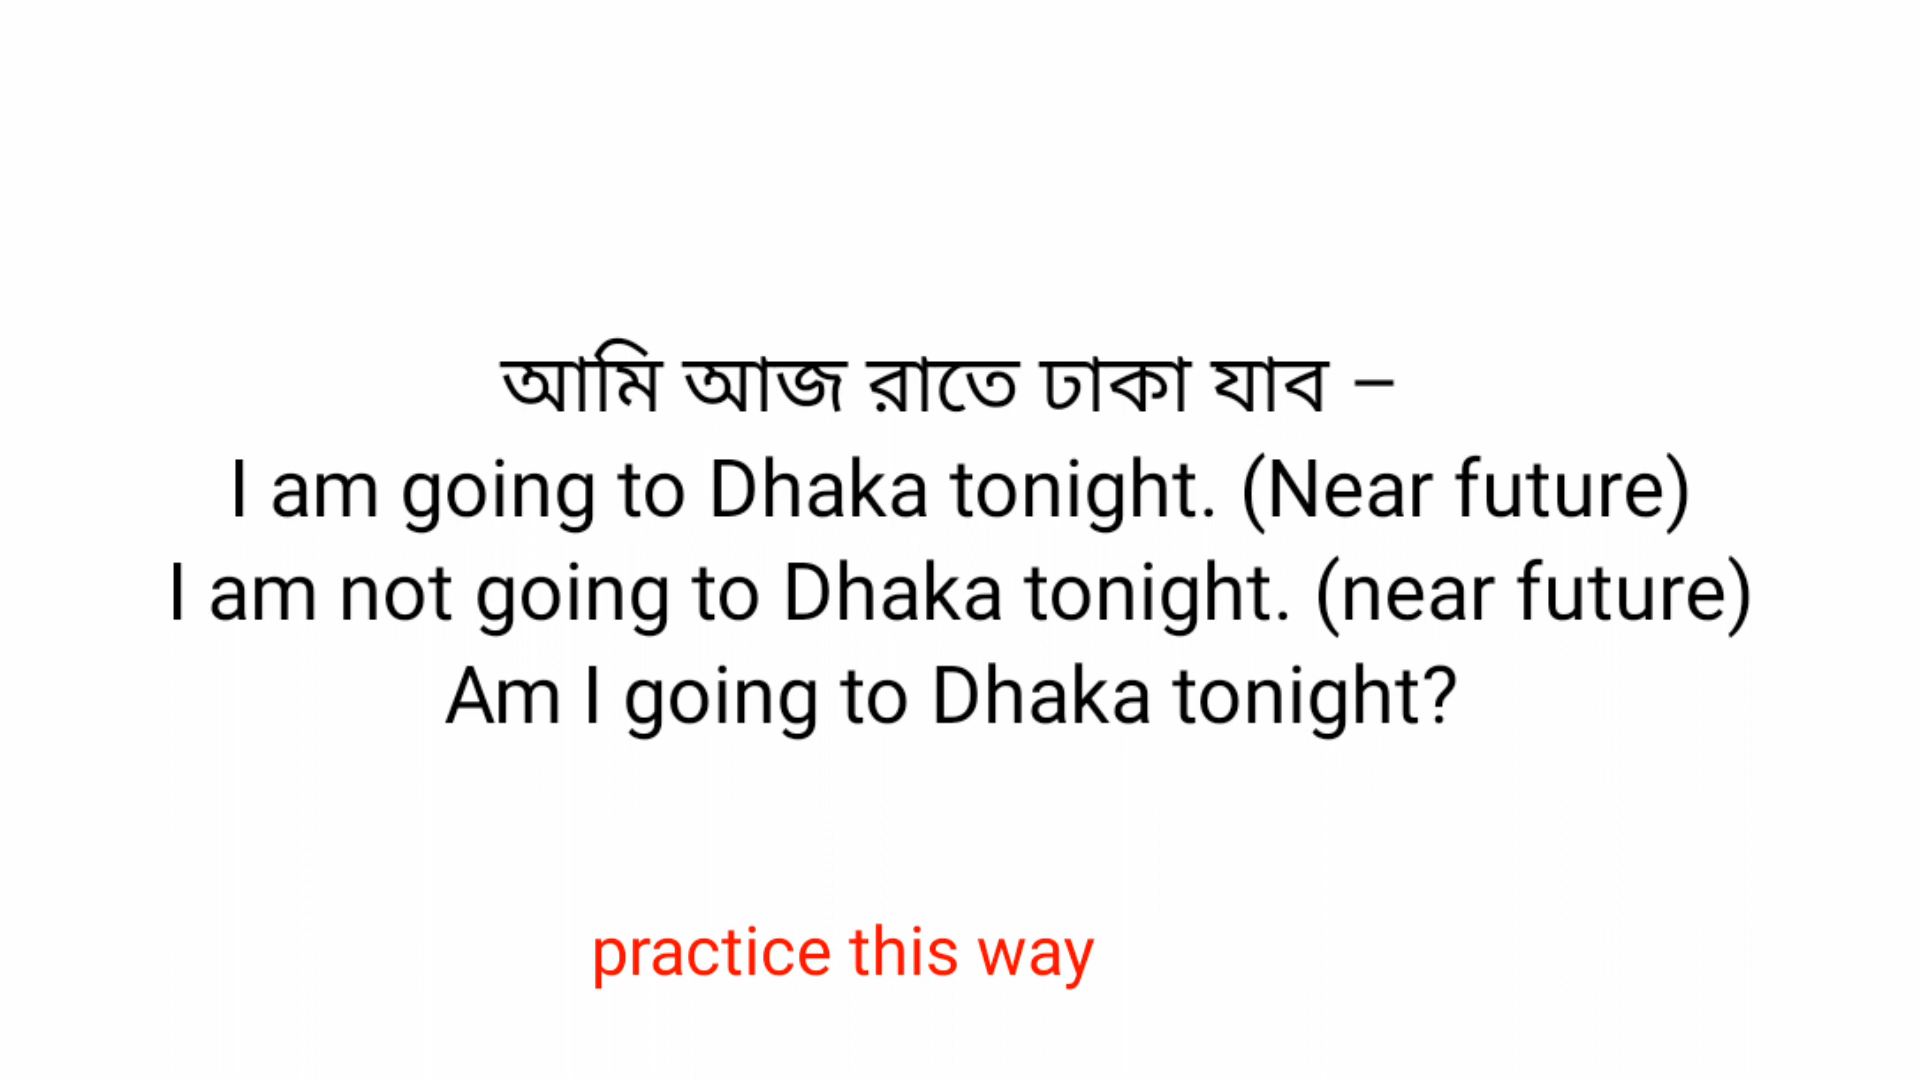 আমি আজ রাতে ঢাকা যাব –
I am going to Dhaka tonight. (Near future)
I am not going to Dhaka tonight. (near future)
Am I going to Dhaka tonight?
practice this way